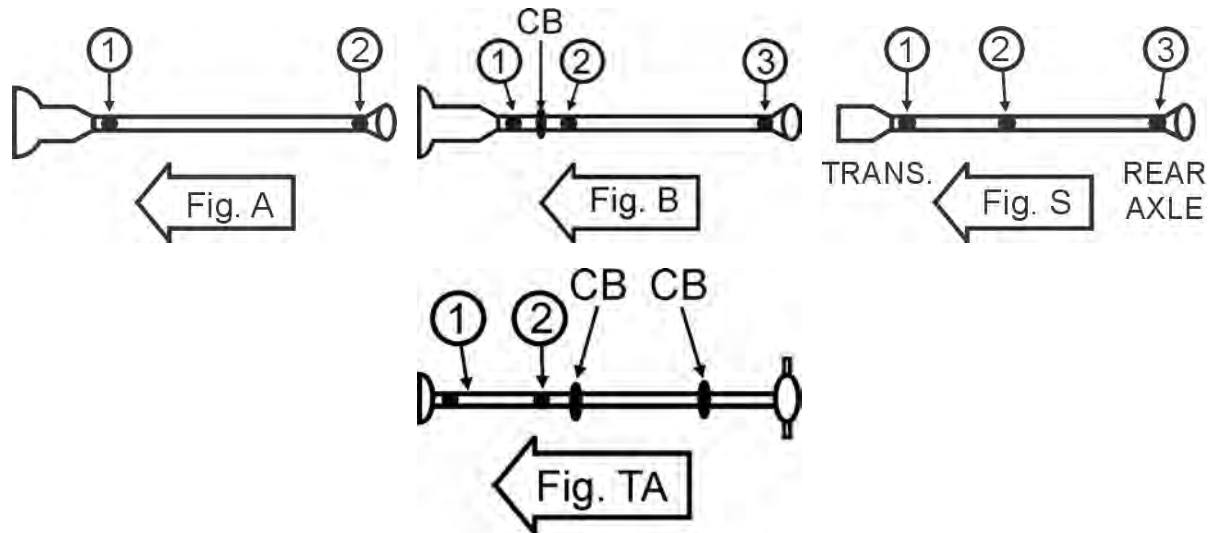 1
2
Fig. A
CB
1
2
3
Fig. B
1
2
3
TRANS.
REAR
AXLE
Fig. S
CB CB
1
2
Fig. TA